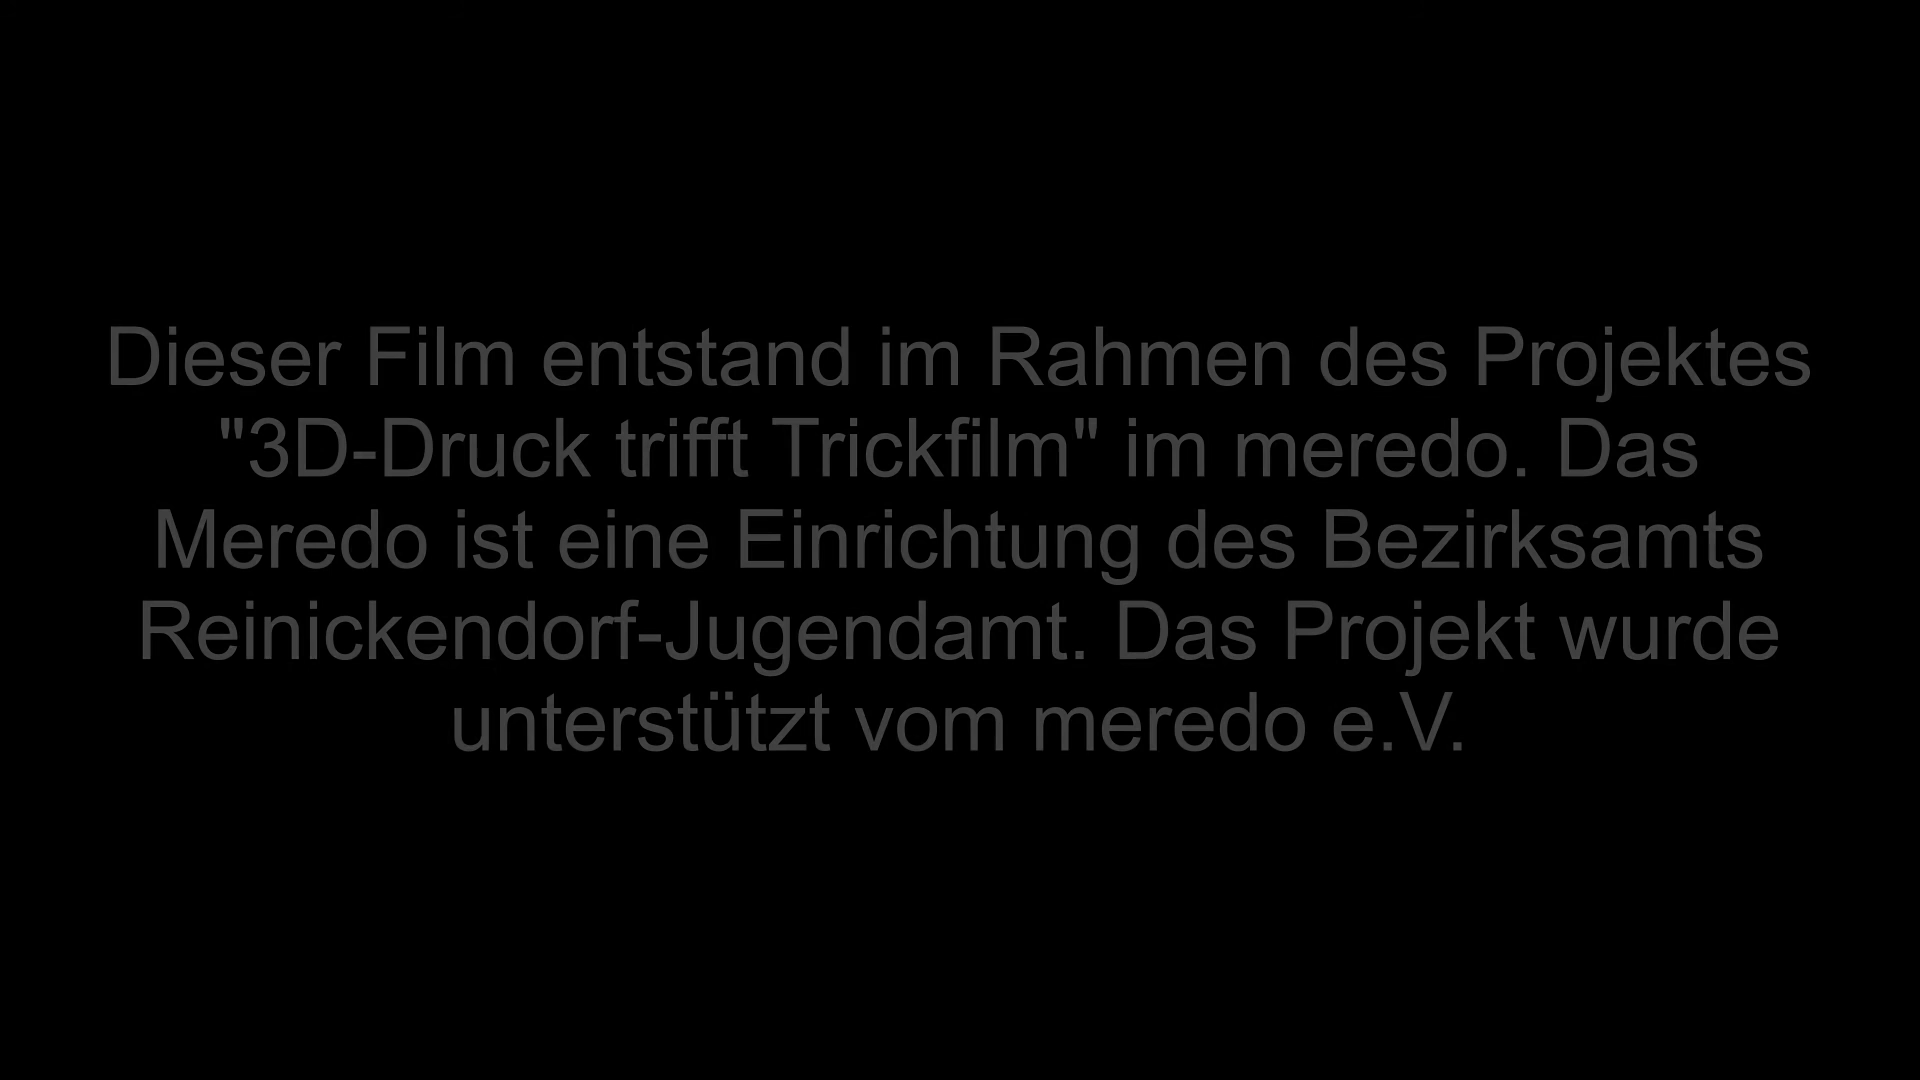 Dieser Film entstand im Rahmen des Projektes
"3D-Druck trifft Trickfilm" im meredo. Das
Meredo ist eine Einrichtung des Bezirksamts
Reinickendorf-Jugendamt. Das Projekt wurde
unterstützt vom meredo e.V.